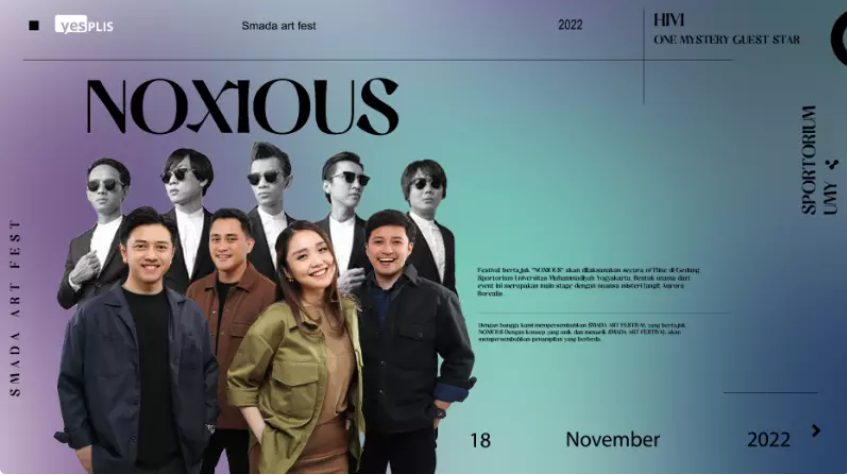 yesPLIS
Smada art fest
2022
HIVI
ONE MYSTERY GUEST STAR
NOXIOUS
SMADA ART FEST
SPORTORIUM
UMY
Festival bertajuk "NOXIOUS" akan dilaksanakan secara offline di Gedung
Sportorium Universitas Muhammadiyah Yogyakarta. Bentuk utama dari
event ini merupakan main stage dengan nuansa misteri langit Aurora
Borealis
Dengan bangga kami mempersembahkan SMADA ART FESTIVAL yang bertajuk
NOXIOUS Dengan konsep yang unik dan menarik SMADA ART FESTIVAL akan
mempersembahkan penampilan yang berbeda.
18
November
2022